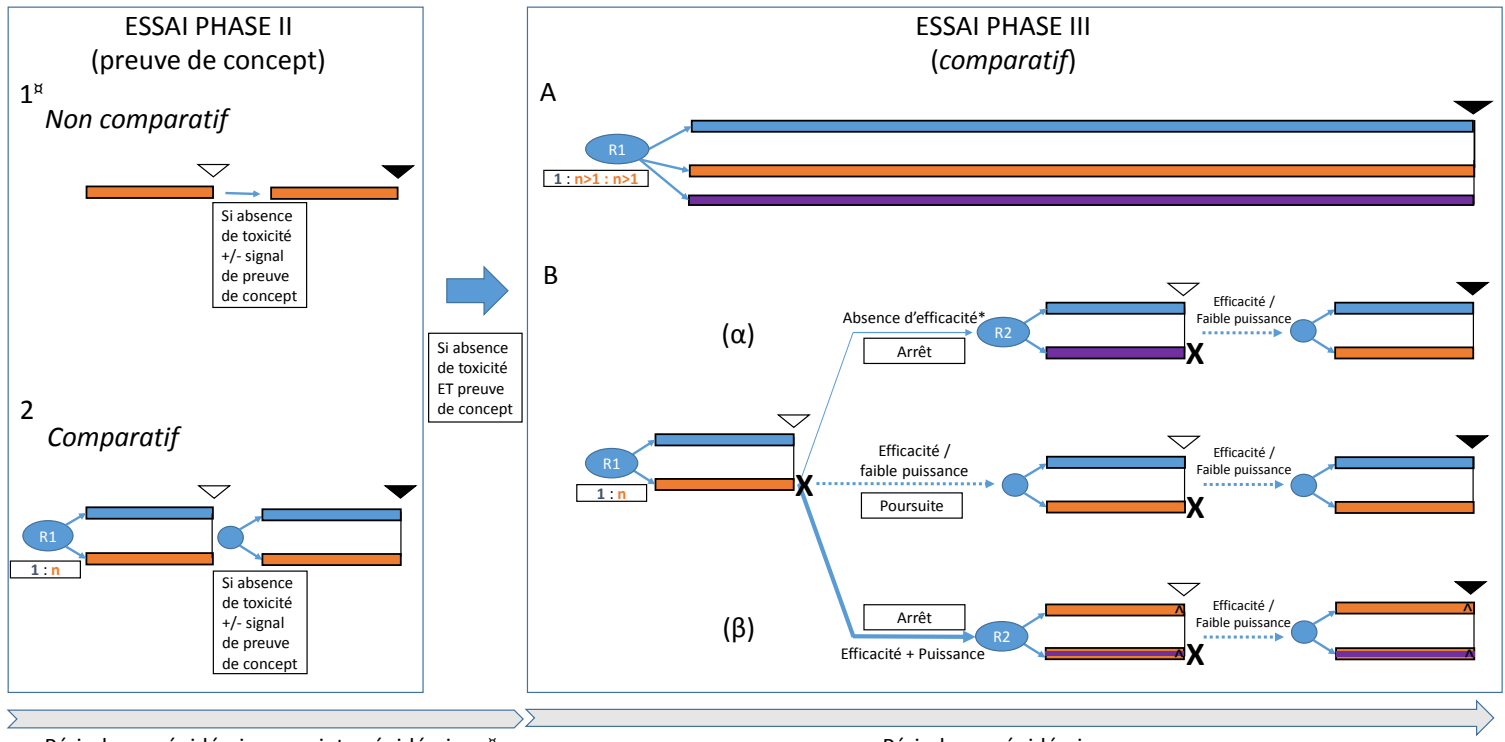 ESSAI PHASE II
(preuve de concept)
1¤
Non comparatif
Si absence
de toxicité
+/- signal
de preuve
de concept
2
Comparatif
R1
1 : n
Si absence
de toxicité
+/- signal
de preuve
de concept
Si absence
de toxicité
ET preuve
de concept
ESSAI PHASE III
(comparatif)
A
R1
1 : n>1 : n>1
B
(α)
Absence d'efficacité*
Arrêt
R2
X
Efficacité /
Faible puissance
R1
1 : n
X
Efficacité /
faible puissance
Poursuite
X
Efficacité /
Faible puissance
(β)
Arrêt
Efficacité + Puissance
R2
^
^
X
Efficacité /
Faible puissance
^
^